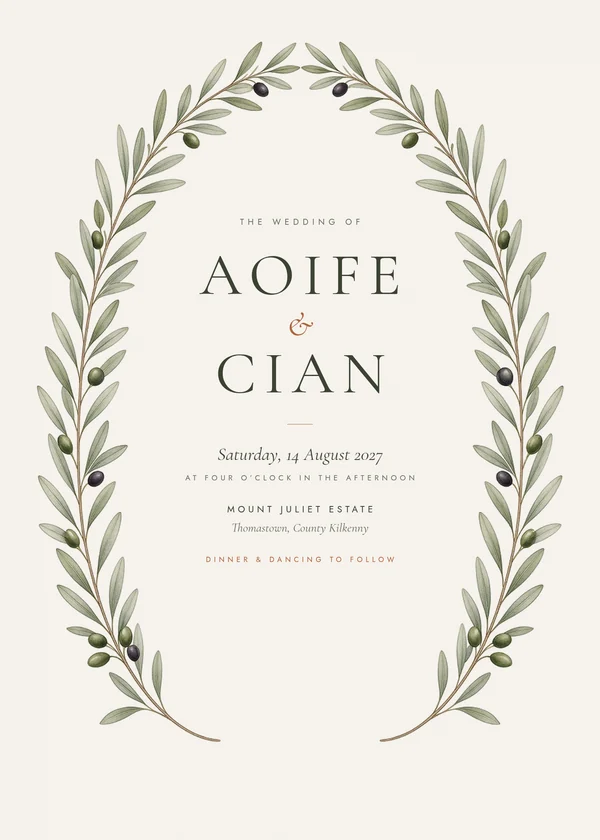 THE WEDDING OF
AOIFE
&
CIAN
Saturday, 14 August 2027
AT FOUR O'CLOCK IN THE AFTERNOON
MOUNT JULIET ESTATE
Thomastown, County Kilkenny
DINNER & DANCING TO FOLLOW